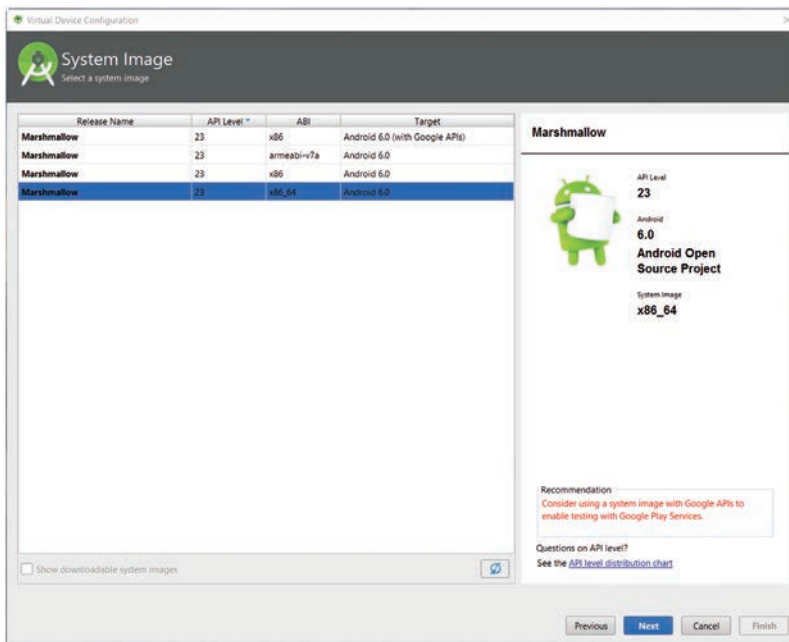 Virtual Device Configuration
System Image
Select a system image
Release Name API Level ABI Target
Marshmallow 23 x86 Android 6.0 (with Google APIs)
Marshmallow 23 armeabi-v7a Android 6.0
Marshmallow 23 x86 Android 6.0
Marshmallow 23 x86_64 Android 6.0
Show downloadable system images
Marshmallow
API Level
23
Android
6.0
Android Open
Source Project
System Image
x86_64
Recommendation
Consider using a system image with Google APIs to
enable testing with Google Play Services.
Questions on API level?
See the API level distribution chart
Previous Next Cancel Finish